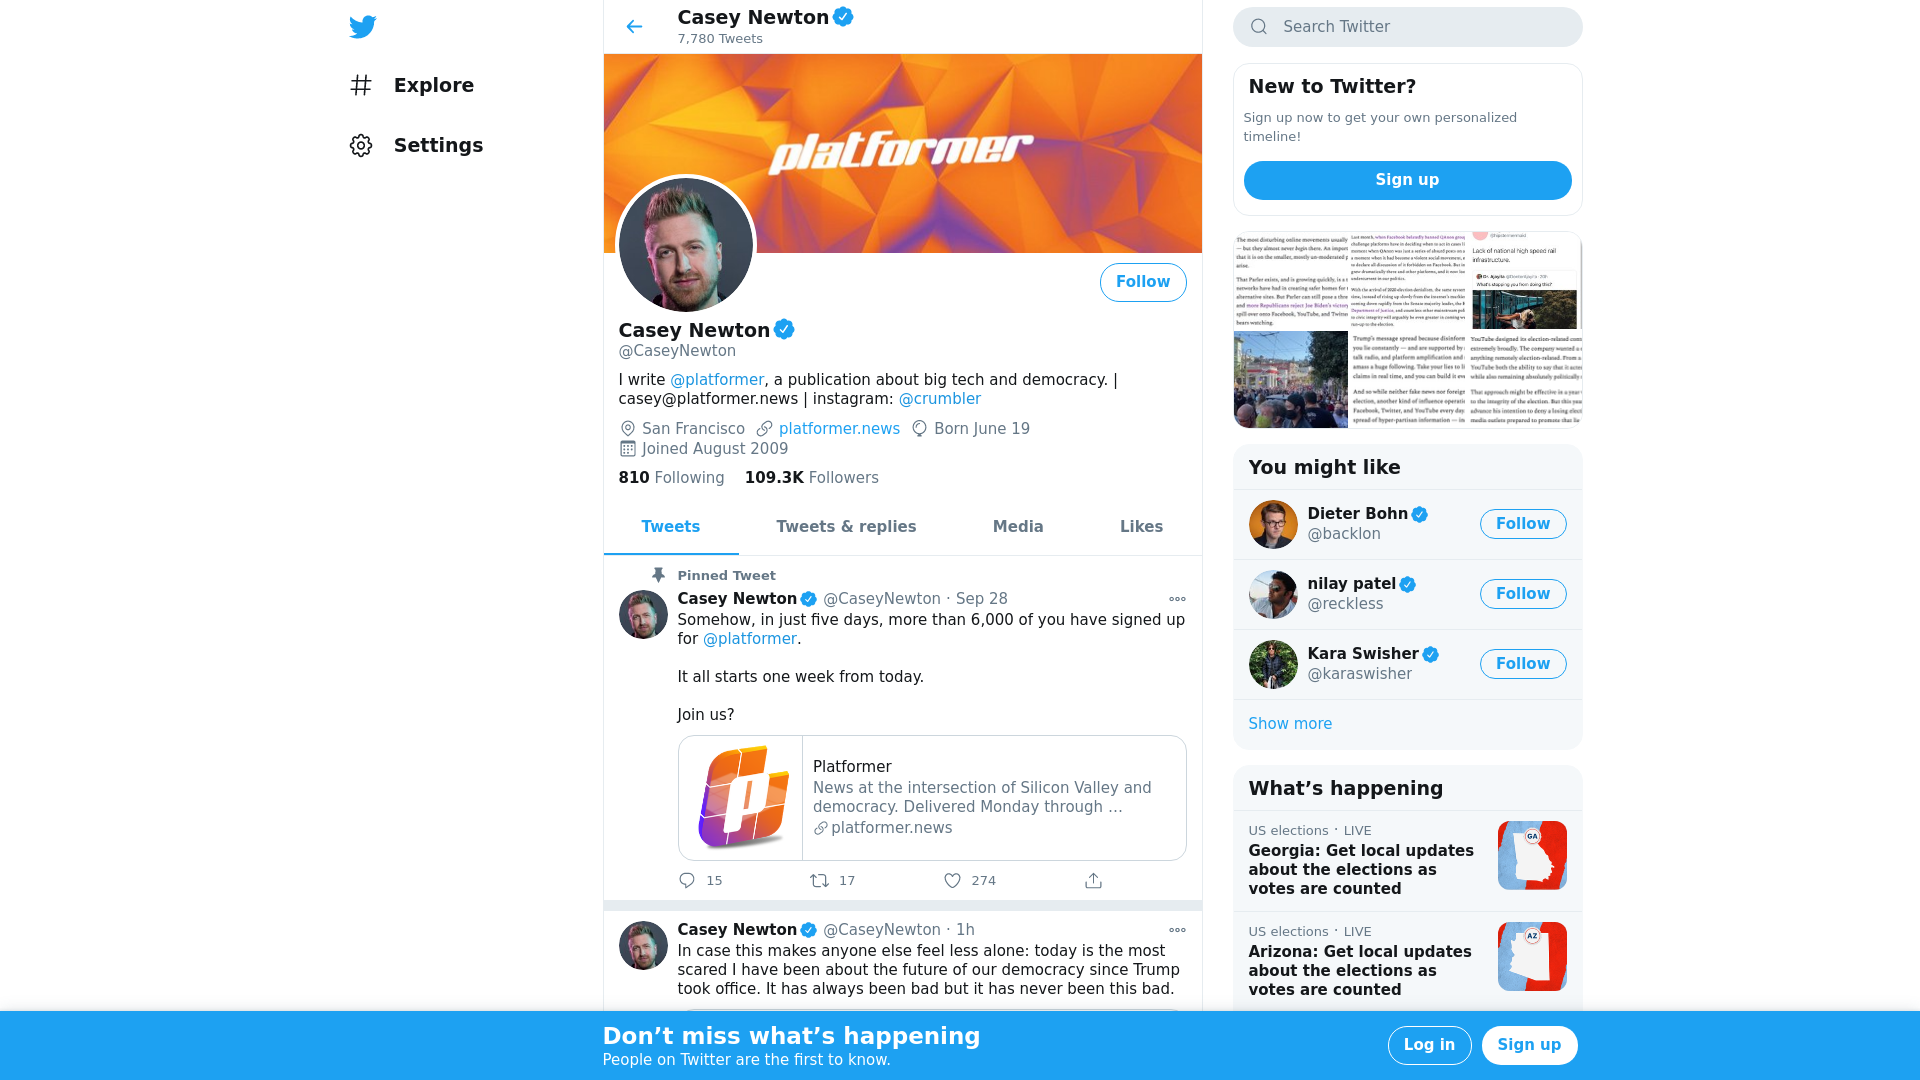 Casey Newton
7,780 Tweets
Explore
Settings
platformer
Follow
Casey Newton
@CaseyNewton
I write @platformer, a publication about big tech and democracy. |
casey@platformer.news | instagram: @crumbler
San Francisco platformer.news Born June 19
Joined August 2009
810 Following 109.3K Followers
Tweets Tweets & replies Media Likes
Pinned Tweet
Casey Newton @CaseyNewton · Sep 28
Somehow, in just five days, more than 6,000 of you have signed up
for @platformer.
It all starts one week from today.
Join us?
Platformer
News at the intersection of Silicon Valley and
democracy. Delivered Monday through …
platformer.news
15 17 274
Casey Newton @CaseyNewton · 1h
In case this makes anyone else feel less alone: today is the most
scared I have been about the future of our democracy since Trump
took office. It has always been bad but it has never been this bad.
Search Twitter
New to Twitter?
Sign up now to get your own personalized
timeline!
Sign up
Lack of national high speed rail
infrastructure.
You might like
Dieter Bohn
@backlon
Follow
nilay patel
@reckless
Follow
Kara Swisher
@karaswisher
Follow
Show more
What’s happening
US elections · LIVE
Georgia: Get local updates
about the elections as
votes are counted
GA
US elections · LIVE
Arizona: Get local updates
about the elections as
votes are counted
AZ
Don’t miss what’s happening
People on Twitter are the first to know.
Log in
Sign up